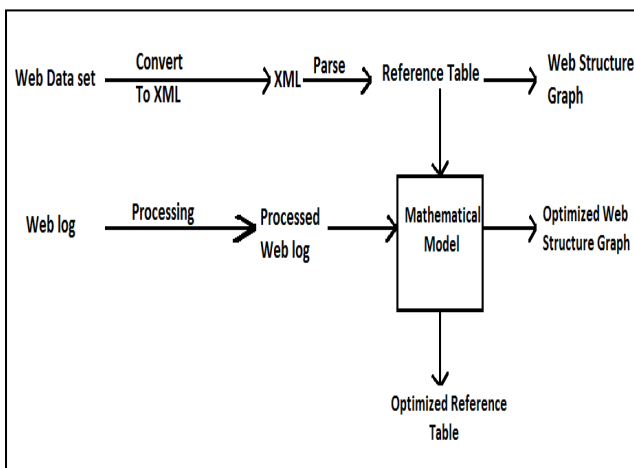 Web Data set
Convert
To XML
XML
Parse
Reference Table
Web Structure
Graph
Web log
Processing
Processed
Web log
Mathematical
Model
Optimized Web
Structure Graph
Optimized Reference
Table